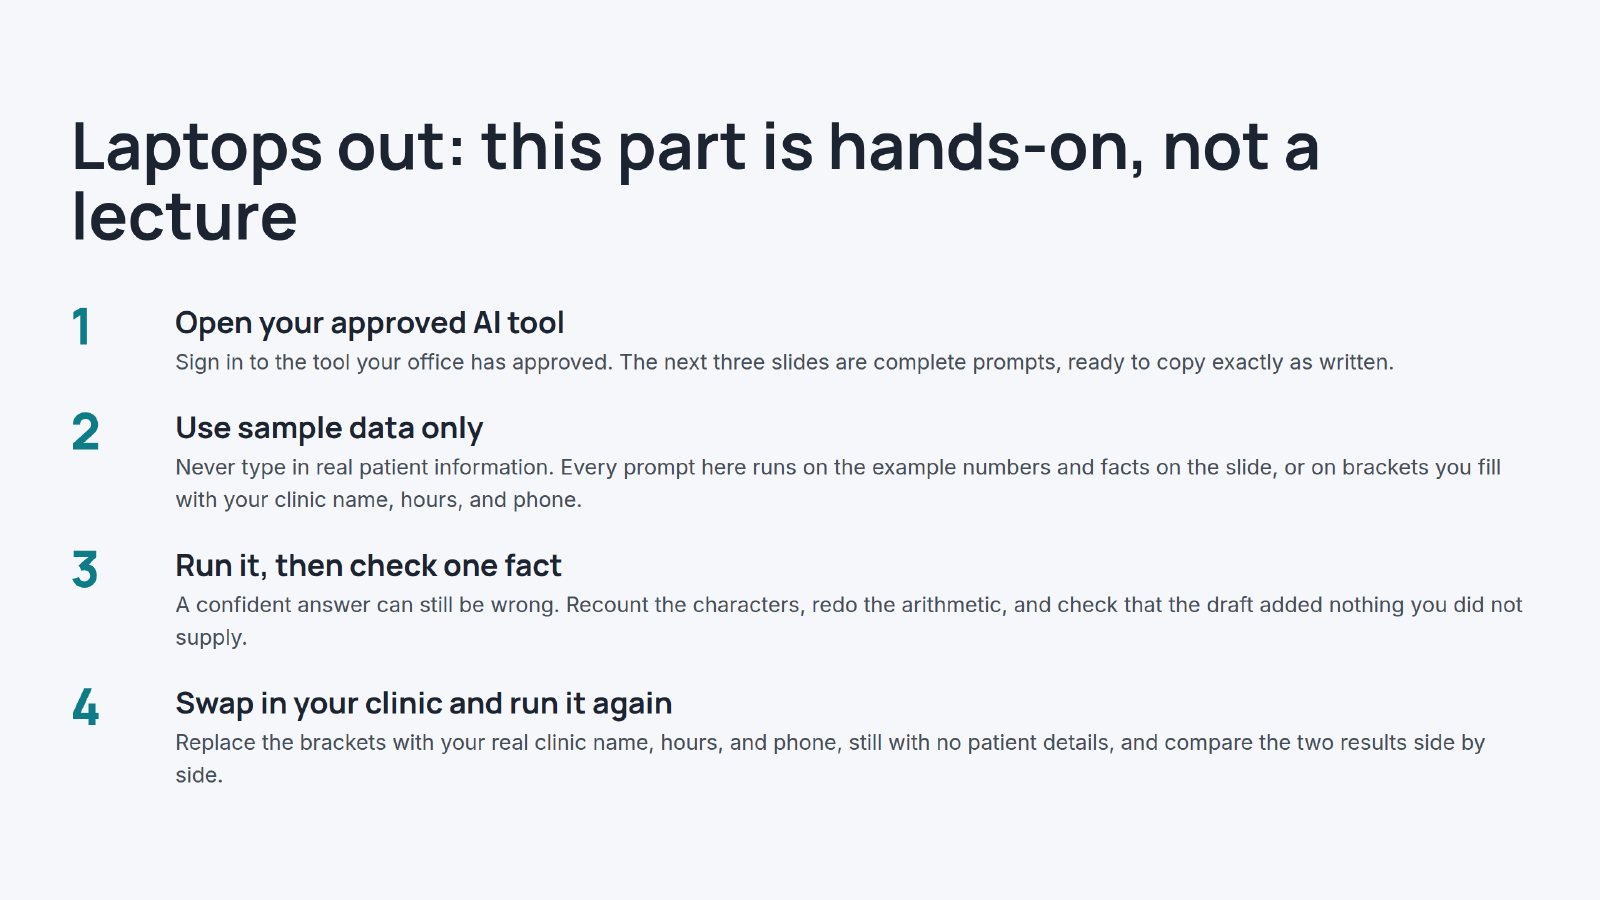 Laptops out: this part is hands-on, not a
lecture
1
Open your approved AI tool
Sign in to the tool your office has approved. The next three slides are complete prompts, ready to copy exactly as written.
2
Use sample data only
Never type in real patient information. Every prompt here runs on the example numbers and facts on the slide, or on brackets you fill
with your clinic name, hours, and phone.
3
Run it, then check one fact
A confident answer can still be wrong. Recount the characters, redo the arithmetic, and check that the draft added nothing you did not
supply.
4
Swap in your clinic and run it again
Replace the brackets with your real clinic name, hours, and phone, still with no patient details, and compare the two results side by
side.